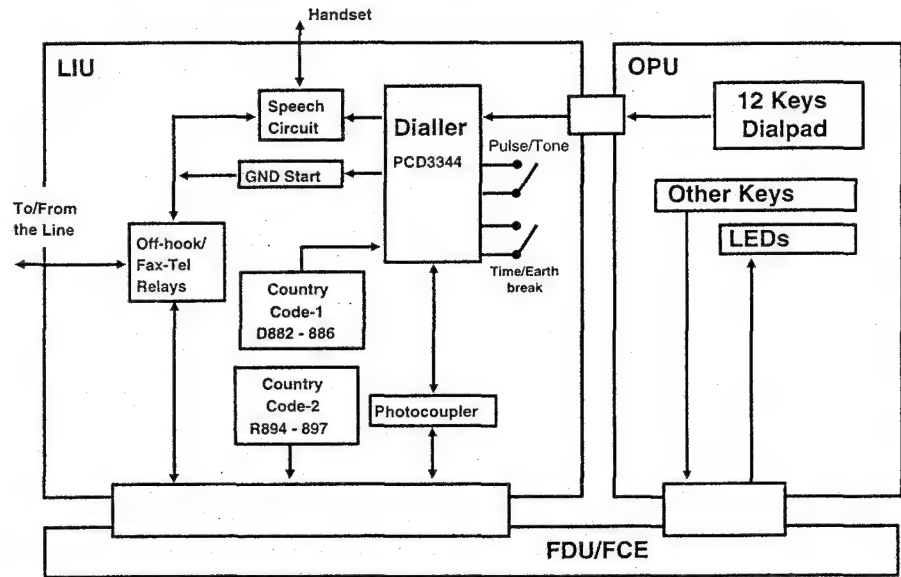 Handset
LIU
OPU
Speech
Circuit
Dialler
PCD3344
12 Keys
Dialpad
Pulse/Tone
GND Start
Other Keys
To/From
the Line
LEDs
Off-hook/
Fax-Tel
Relays
Time/Earth
break
Country
Code-1
D882 - 886
Country
Code-2
R894 - 897
Photocoupler
FDU/FCE